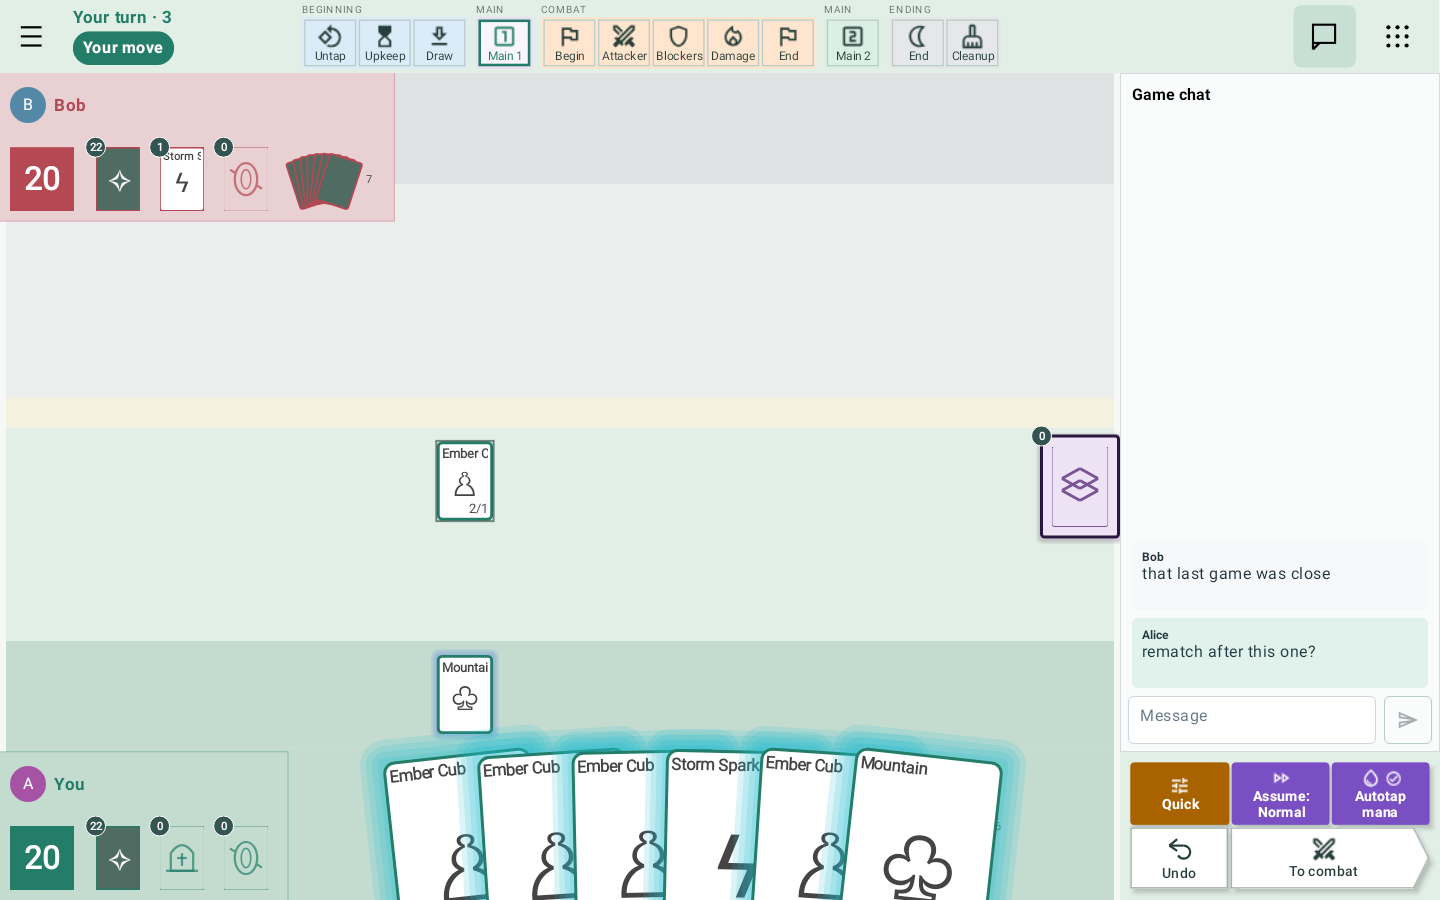 Your turn · 3
Your move
BEGINNING
MAIN
COMBAT
MAIN
ENDING
Untap
Upkeep
Draw
Main 1
Begin
Attacker
Blockers
Damage
End
Main 2
End
Cleanup
B
Bob
20
22
1
Storm S
0
7
Game chat
Ember C
2/1
0
Bob
that last game was close
Alice
rematch after this one?
Message
Mountai
A
You
20
22
0
0
Ember Cub
Ember Cub
Ember Cub
Storm Spark
Ember Cub
Mountain
Quick
Assume:
Normal
Autotap
mana
Undo
To combat